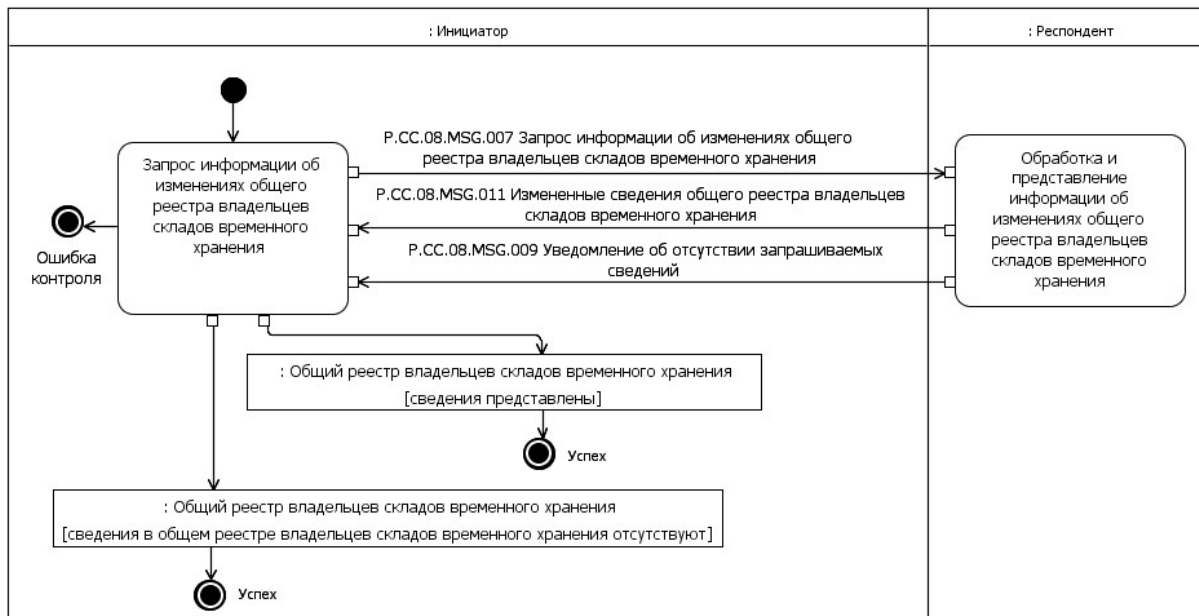 : Инициатор
: Респондент
P.CC.08.MSG.007 Запрос информации об изменениях общего
реестра владельцев складов временного хранения
Запрос информации об
изменениях общего
реестра владельцев
складов временного
хранения
P.CC.08.MSG.011 Измененные сведения общего реестра владельцев
складов временного хранения
P.CC.08.MSG.009 Уведомление об отсутствии запрашиваемых
сведений
Обработка и
представление
информации об
изменениях общего
реестра владельцев
складов временного
хранения
Ошибка
контроля
: Общий реестр владельцев складов временного хранения
[сведения представлены]
Успех
: Общий реестр владельцев складов временного хранения
[сведения в общем реестре владельцев складов временного хранения отсутствуют]
Успех